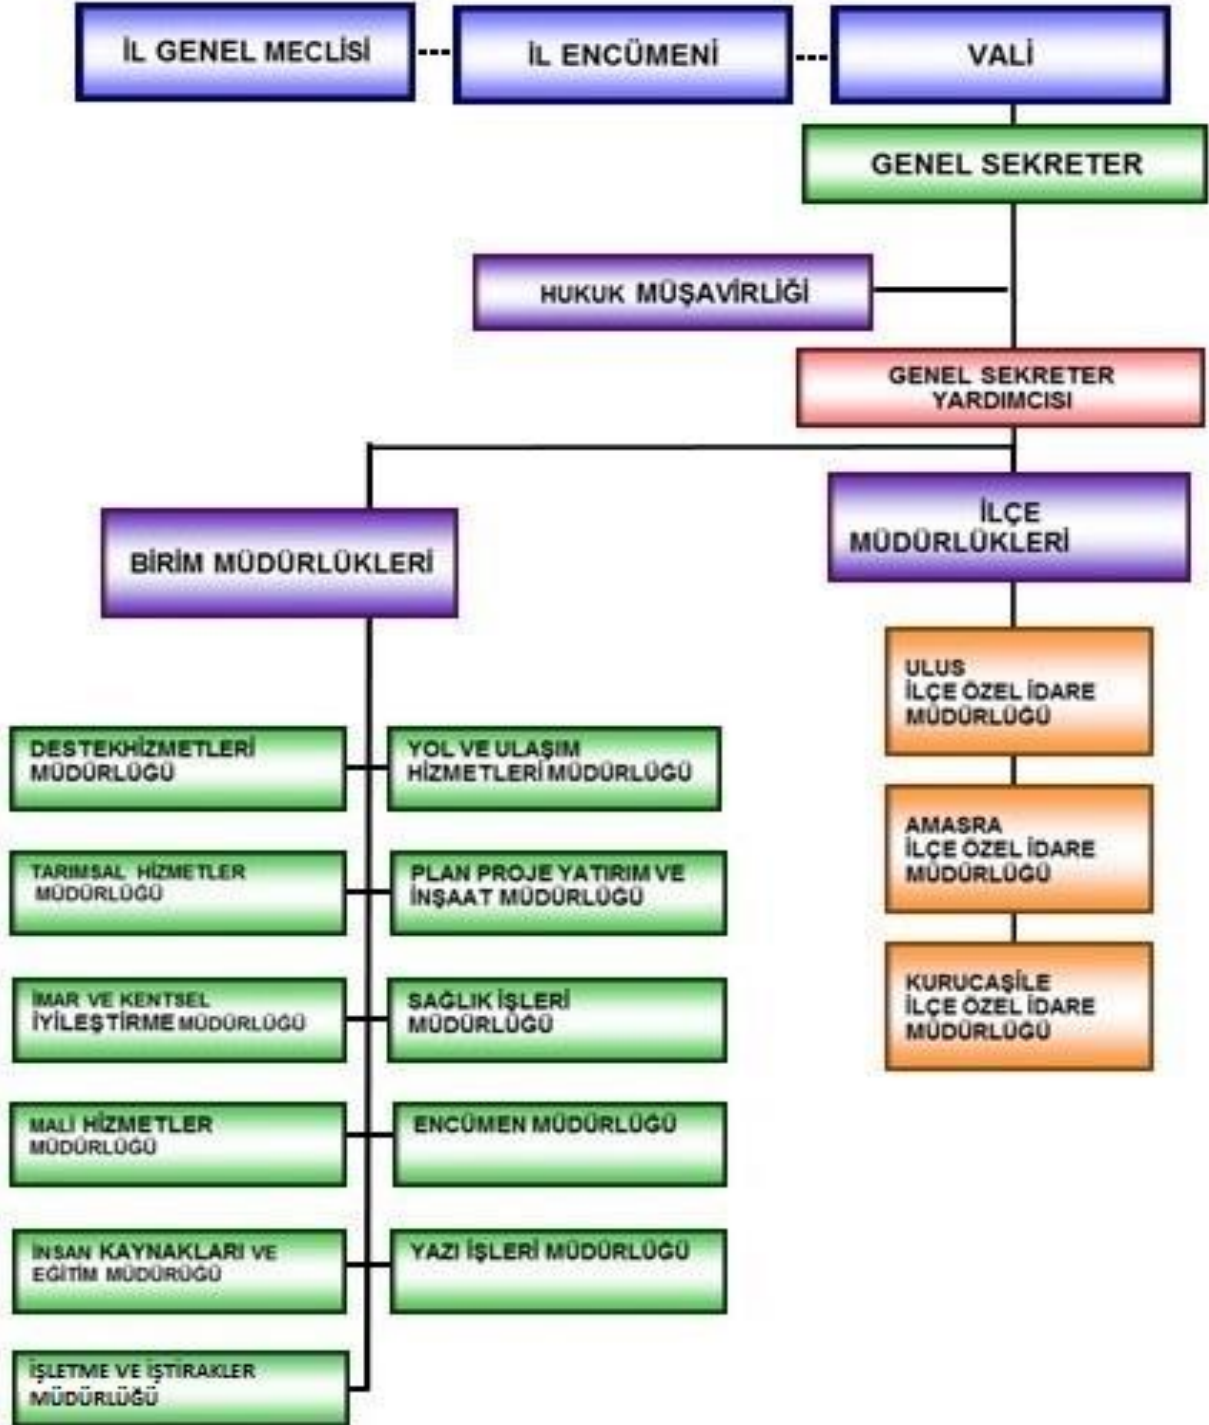 İL GENEL MECLİSİ
İL ENCÜMENİ
VALİ
GENEL SEKRETER
HUKUK MÜŞAVİRLİĞİ
GENEL SEKRETER
YARDIMCISI
BİRİM MÜDÜRLÜKLERİ
İLÇE
MÜDÜRLÜKLERİ
DESTEKHİZMETLERİ
MÜDÜRLÜĞÜ
YOL VE ULAŞIM
HİZMETLERİ MÜDÜRLÜĞÜ
TARIMSAL HİZMETLER
MÜDÜRLÜĞÜ
PLAN PROJE YATIRIM VE
İNŞAAT MÜDÜRLÜĞÜ
İMAR VE KENTSEL
İYİLEŞTİRME MÜDÜRLÜĞÜ
SAĞLIK İŞLERİ
MÜDÜRLÜĞÜ
MALİ HİZMETLER
MÜDÜRLÜĞÜ
ENCÜMEN MÜDÜRLÜĞÜ
İNSAN KAYNAKLARI VE
EĞİTİM MÜDÜRÜĞÜ
YAZI İŞLERİ MÜDÜRLÜĞÜ
İŞLETME VE İŞTİRAKLER
MÜDÜRLÜĞÜ
ULUS
İLÇE ÖZEL İDARE
MÜDÜRLÜĞÜ
AMASRA
İLÇE ÖZEL İDARE
MÜDÜRLÜĞÜ
KURUCAŞİLE
İLÇE ÖZEL İDARE
MÜDÜRLÜĞÜ